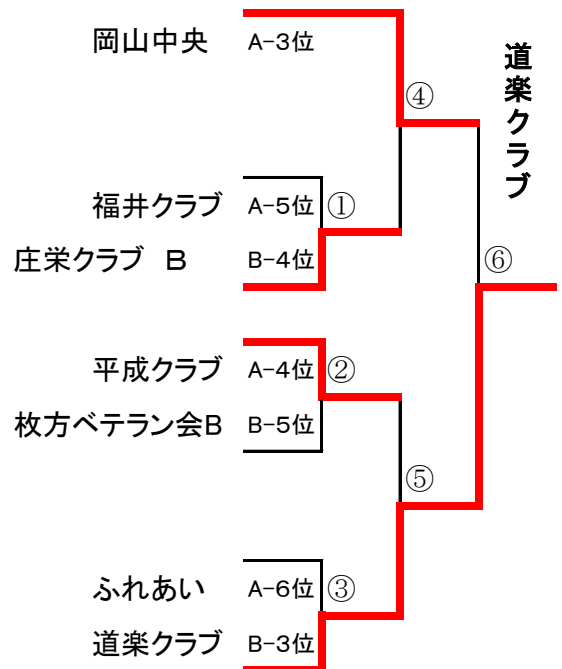 岡山中央 A-3位
④
道楽クラブ
福井クラブ A-5位 ①
庄栄クラブ B B-4位
⑥
平成クラブ A-4位 ②
枚方ベテラン会B B-5位
⑤
ふれあい A-6位 ③
道楽クラブ B-3位